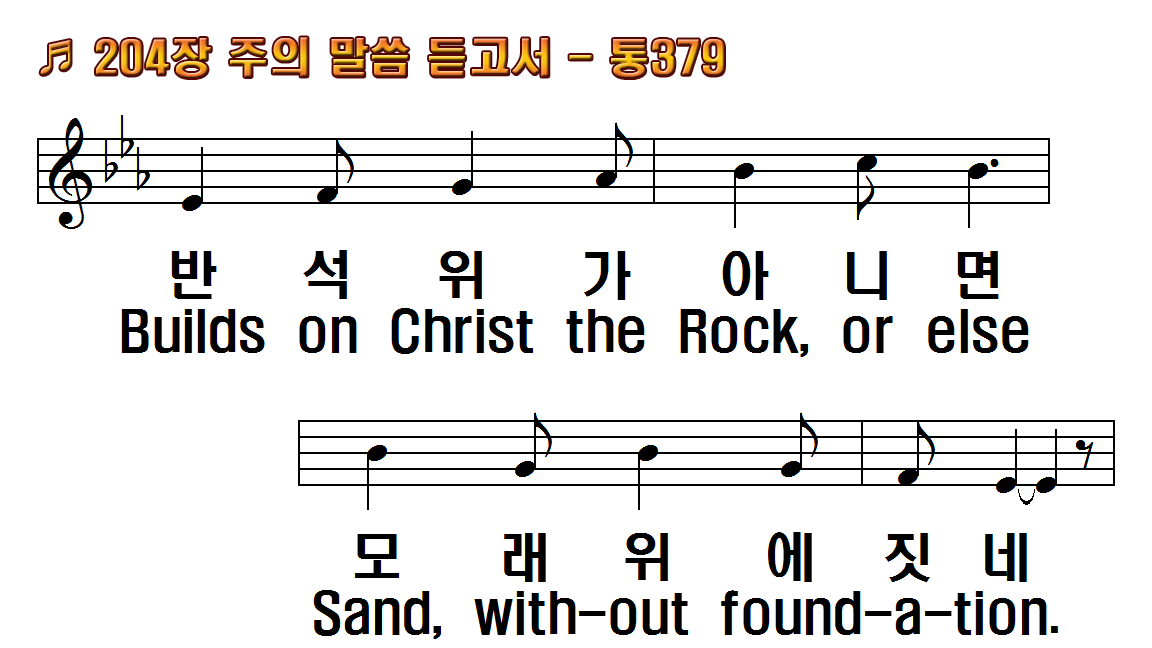 ♬ 204장 주의 말씀 듣고서 - 통379
반 석 위 가 아 니 면
Builds on Christ the Rock, or else
모 래 위 에 짓 네
Sand, with-out found-a-tion.